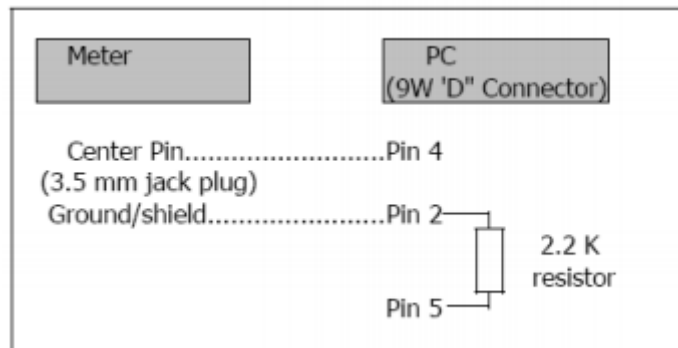 Meter
PC
(9W 'D" Connector)
Center Pin...........................Pin 4
(3.5 mm jack plug)
Ground/shield........................Pin 2
2.2 K
resistor
Pin 5